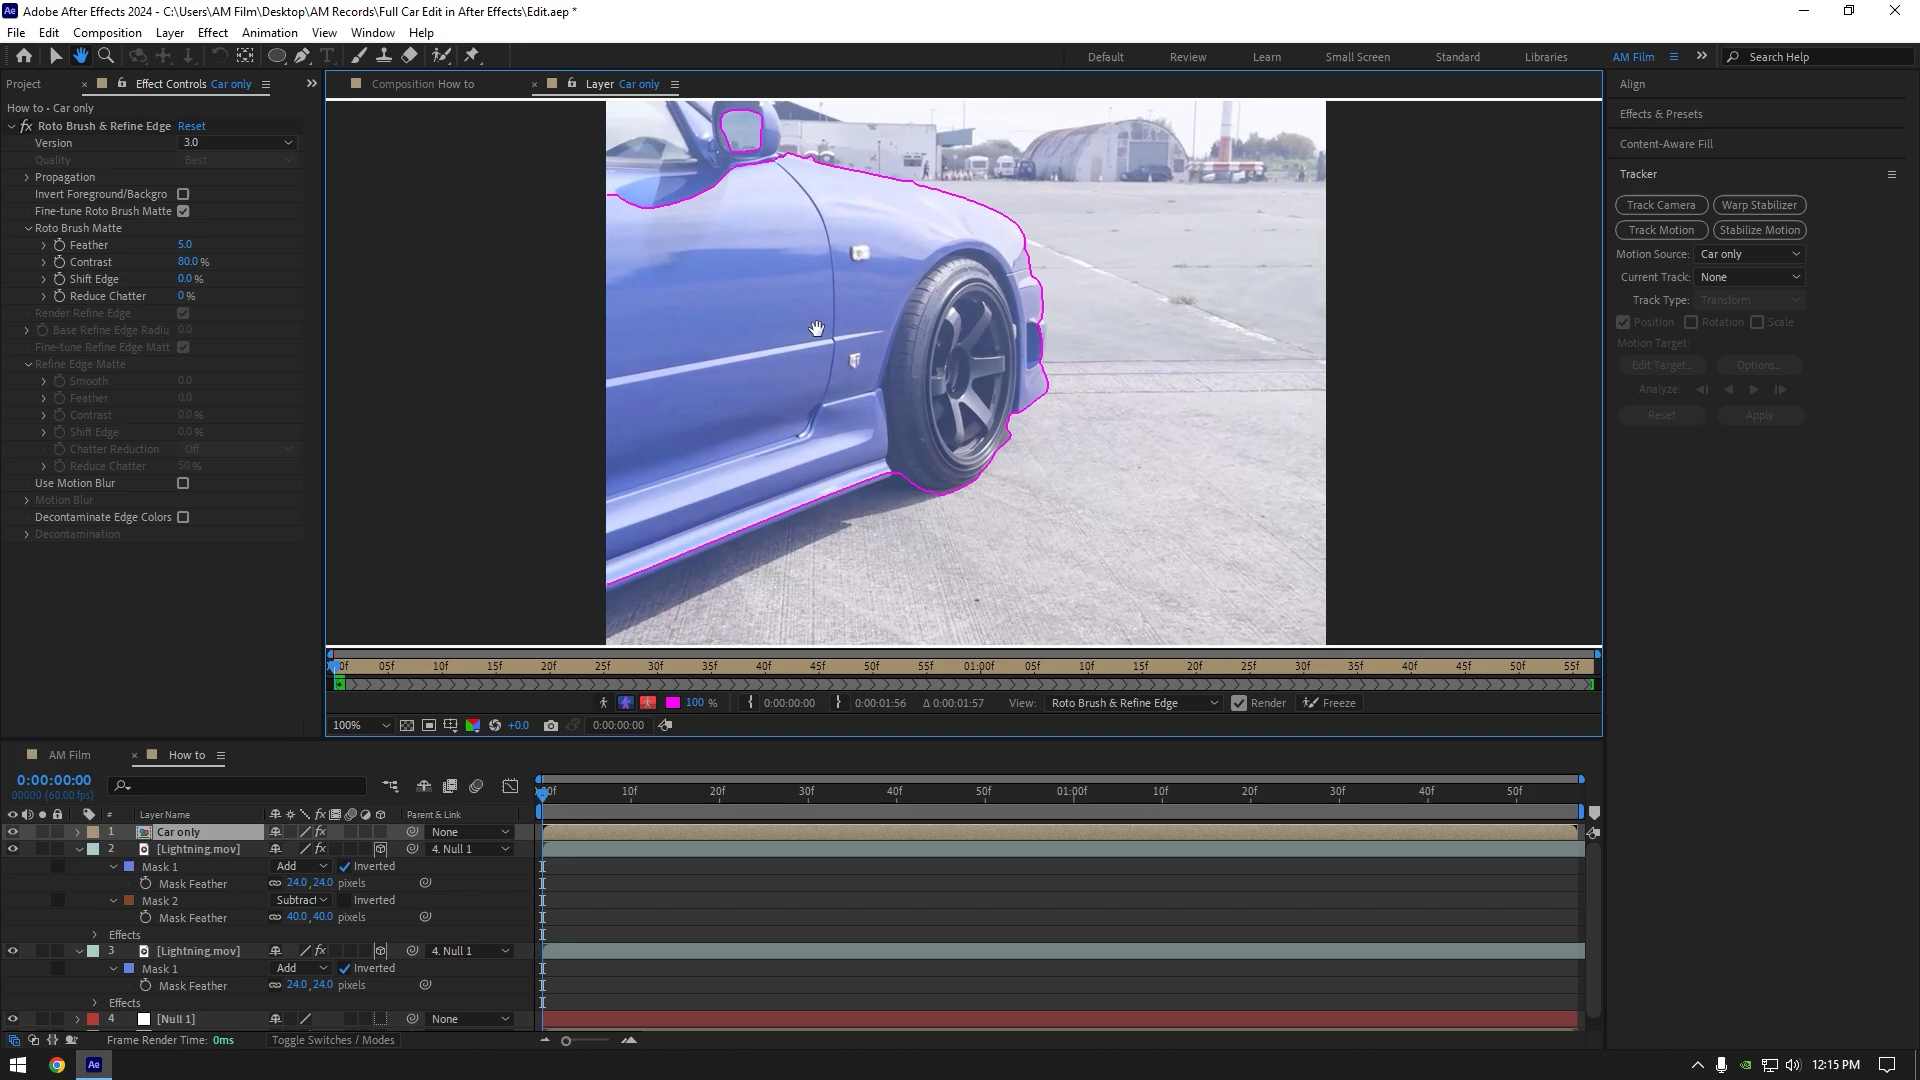 Adobe After Effects 2024 - C:\Users\AM Film\Desktop\AM Records\Full Car Edit in After Effects\Edit.aep *
File Edit Composition Layer Effect Animation View Window Help
Default Review Learn Small Screen Standard Libraries AM Film Search Help
Project Effect Controls Car only
Composition How to
Layer Car only
How to • Car only
fx Roto Brush & Refine Edge Reset
Version 3.0
Quality Best
Propagation
Invert Foreground/Backgro
Fine-tune Roto Brush Matte
Roto Brush Matte
Feather 5.0
Contrast 80.0 %
Shift Edge 0.0 %
Reduce Chatter 0 %
Render Refine Edge
Base Refine Edge Radiu 0.0
Fine-tune Refine Edge Matt
Refine Edge Matte
Smooth 0.0
Feather 0.0
Contrast 0.0 %
Shift Edge 0.0 %
Chatter Reduction Off
Reduce Chatter 50 %
Use Motion Blur
Motion Blur
Decontaminate Edge Colors
Decontamination
Align
Effects & Presets
Content-Aware Fill
Tracker
Track Camera Warp Stabilizer
Track Motion Stabilize Motion
Motion Source: Car only
Current Track: None
Track Type: Transform
Position Rotation Scale
Motion Target:
Edit Target... Options...
Analyze:
Reset Apply
05f 10f 15f 20f 25f 30f 35f 40f 45f 50f 55f 01:00f 05f 10f 15f 20f 25f 30f 35f 40f 45f 50f 55f
100 % 0:00:00:00 0:00:01:56 Δ 0:00:01:57 View: Roto Brush & Refine Edge Render Freeze
100% +0.0 0:00:00:00
AM Film How to
0:00:00:00
00000 (60.00 fps)
10f 20f 30f 40f 50f 01:00f 10f 20f 30f 40f 50f
# Layer Name fx Parent & Link
1 Car only fx None
2 [Lightning.mov] fx 4. Null 1
Mask 1 Add Inverted
Mask Feather 24.0, 24.0 pixels
Mask 2 Subtract Inverted
Mask Feather 40.0, 40.0 pixels
Effects
3 [Lightning.mov] fx 4. Null 1
Mask 1 Add Inverted
Mask Feather 24.0, 24.0 pixels
Effects
4 [Null 1] None
Frame Render Time: 0ms Toggle Switches / Modes
Ae 12:15 PM